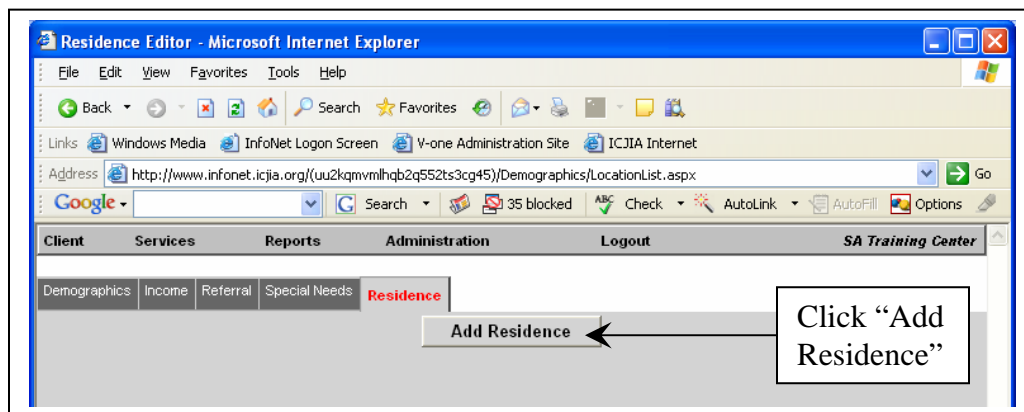 Residence Editor - Microsoft Internet Explorer
File Edit View Favorites Tools Help
Back Search Favorites
Links Windows Media InfoNet Logon Screen V-one Administration Site ICJIA Internet
Address http://www.infonet.icjia.org/(uu2kqmvmlhqb2q552ts3cg45)/Demographics/LocationList.aspx Go
Google G Search 35 blocked ABC Check AutoLink AutoFill Options
Client Services Reports Administration Logout SA Training Center
Demographics Income Referral Special Needs Residence
Add Residence
Click “Add
Residence”